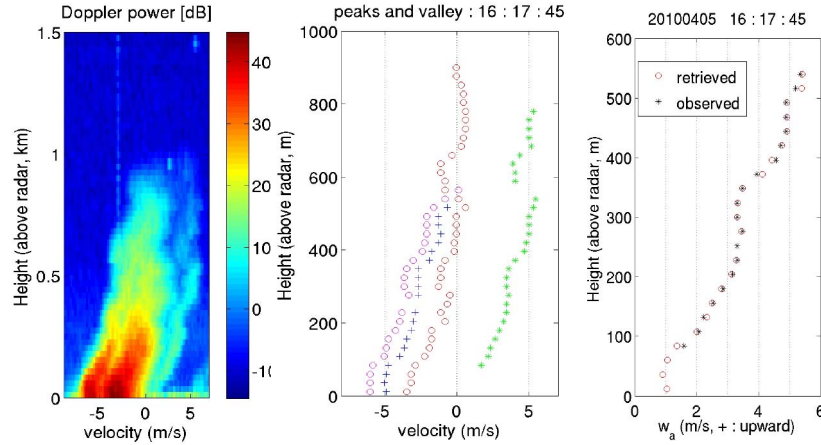 Doppler power [dB]
1.5
1
0.5
0
Height (above radar, km)
-5 0 5
velocity (m/s)
40
30
20
10
0
-10
peaks and valley : 16 : 17 : 45
1000
800
600
400
200
0
Height (above radar, m)
-5 0 5
velocity (m/s)
20100405 16 : 17 : 45
retrieved
observed
600
500
400
300
200
100
0
Height (above radar, m)
0 2 4 6
w_a (m/s, + : upward)